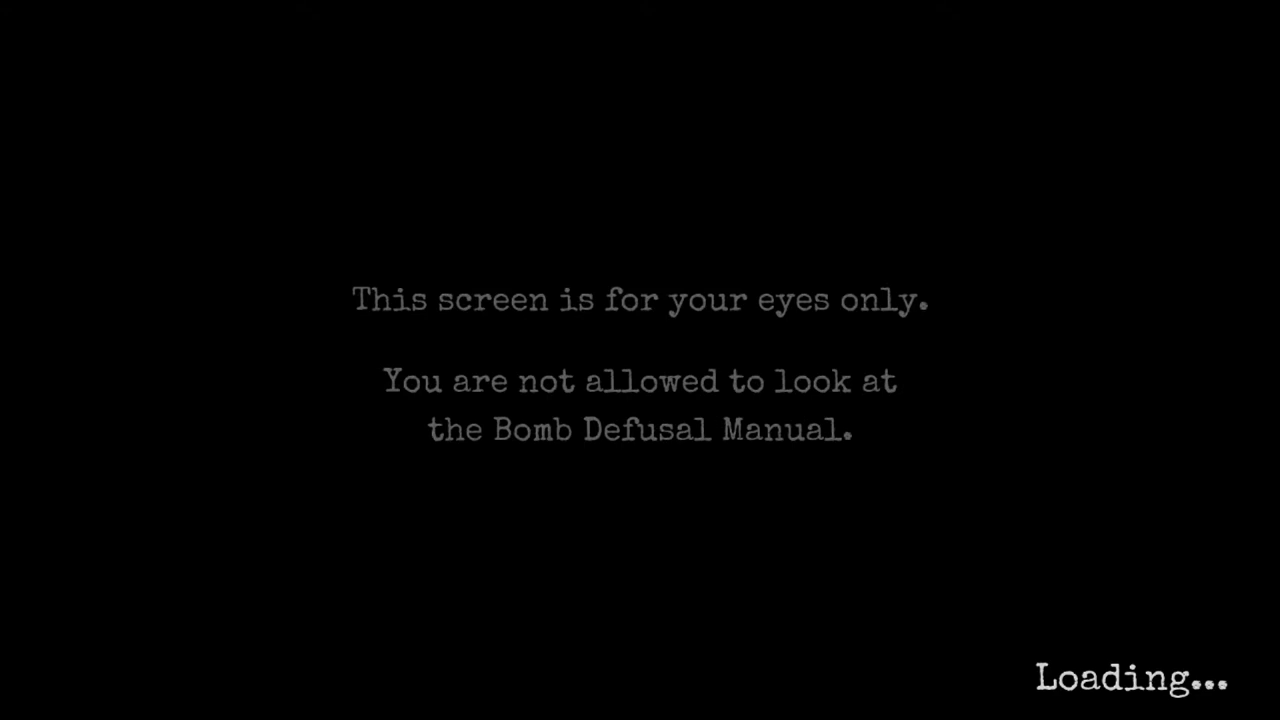 This screen is for your eyes only.
You are not allowed to look at
the Bomb Defusal Manual.
Loading...